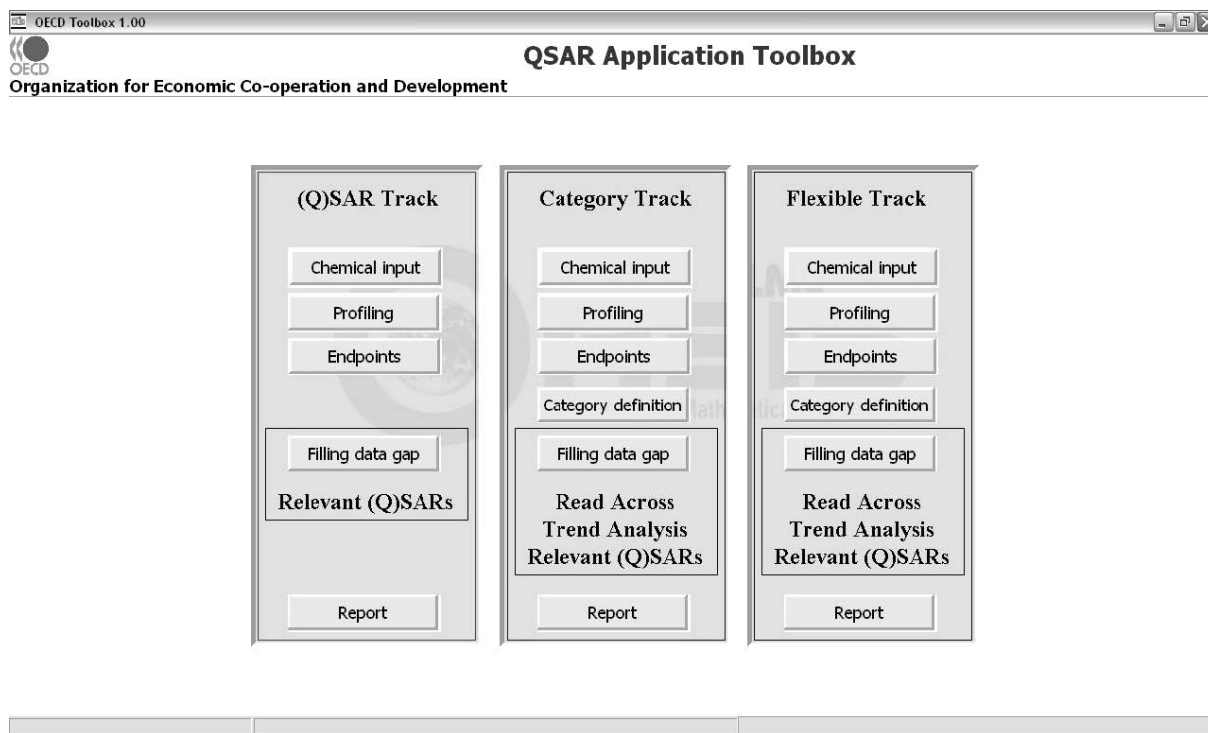 OECD Toolbox 1.00
OECD
QSAR Application Toolbox
Organization for Economic Co-operation and Development
(Q)SAR Track
Chemical input
Profiling
Endpoints
Filling data gap
Relevant (Q)SARs
Report
Category Track
Chemical input
Profiling
Endpoints
Category definition
Filling data gap
Read Across
Trend Analysis
Relevant (Q)SARs
Report
Flexible Track
Chemical input
Profiling
Endpoints
Category definition
Filling data gap
Read Across
Trend Analysis
Relevant (Q)SARs
Report